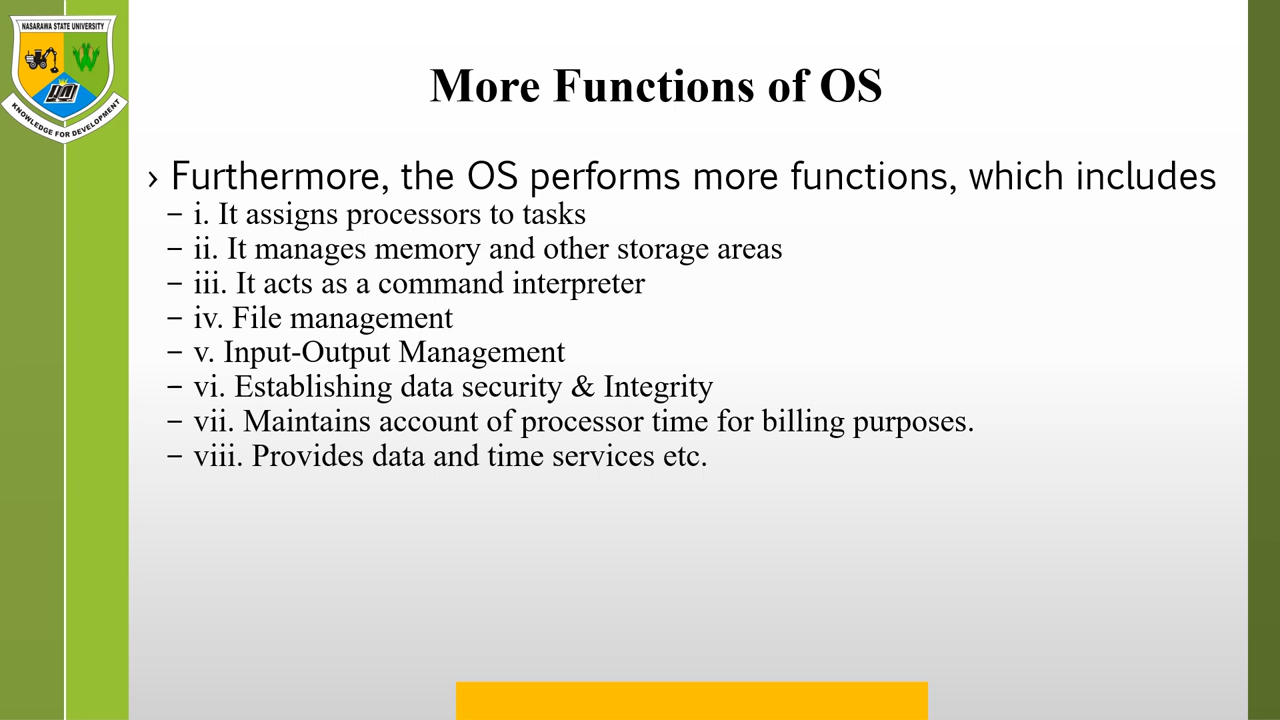 NASARAWA STATE UNIVERSITY
KNOWLEDGE FOR DEVELOPMENT
More Functions of OS
› Furthermore, the OS performs more functions, which includes
– i. It assigns processors to tasks
– ii. It manages memory and other storage areas
– iii. It acts as a command interpreter
– iv. File management
– v. Input-Output Management
– vi. Establishing data security & Integrity
– vii. Maintains account of processor time for billing purposes.
– viii. Provides data and time services etc.